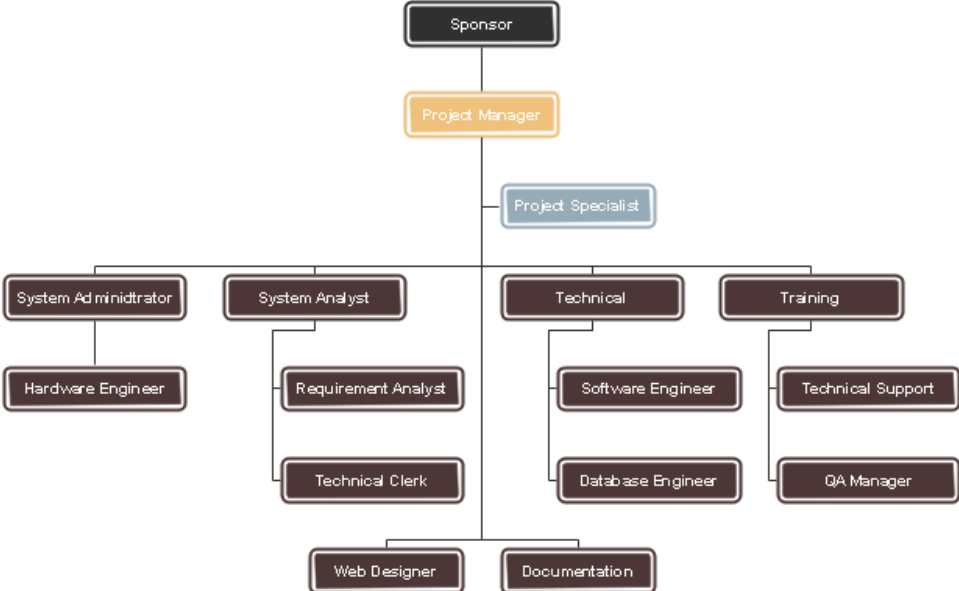 Sponsor
Project Manager
Project Specialist
System Adminidtrator
System Analyst
Technical
Training
Hardware Engineer
Requirement Analyst
Software Engineer
Technical Support
Technical Clerk
Database Engineer
QA Manager
Web Designer
Documentation